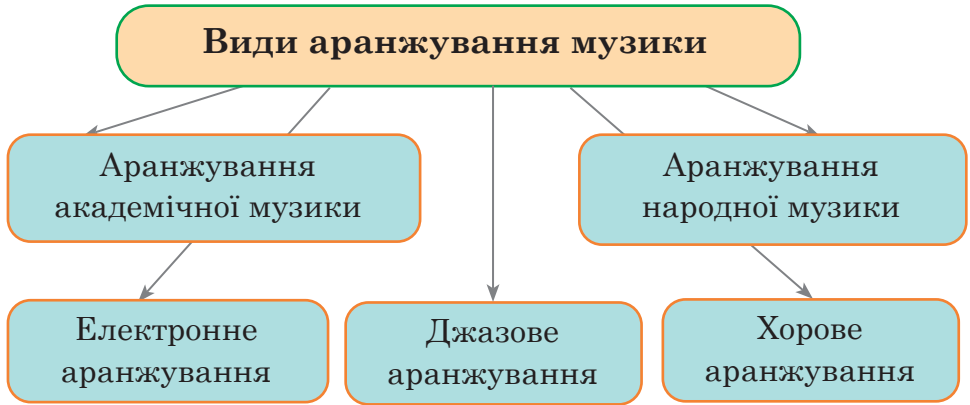 Види аранжування музики
Аранжування
академічної музики
Аранжування
народної музики
Електронне
аранжування
Джазове
аранжування
Хорове
аранжування